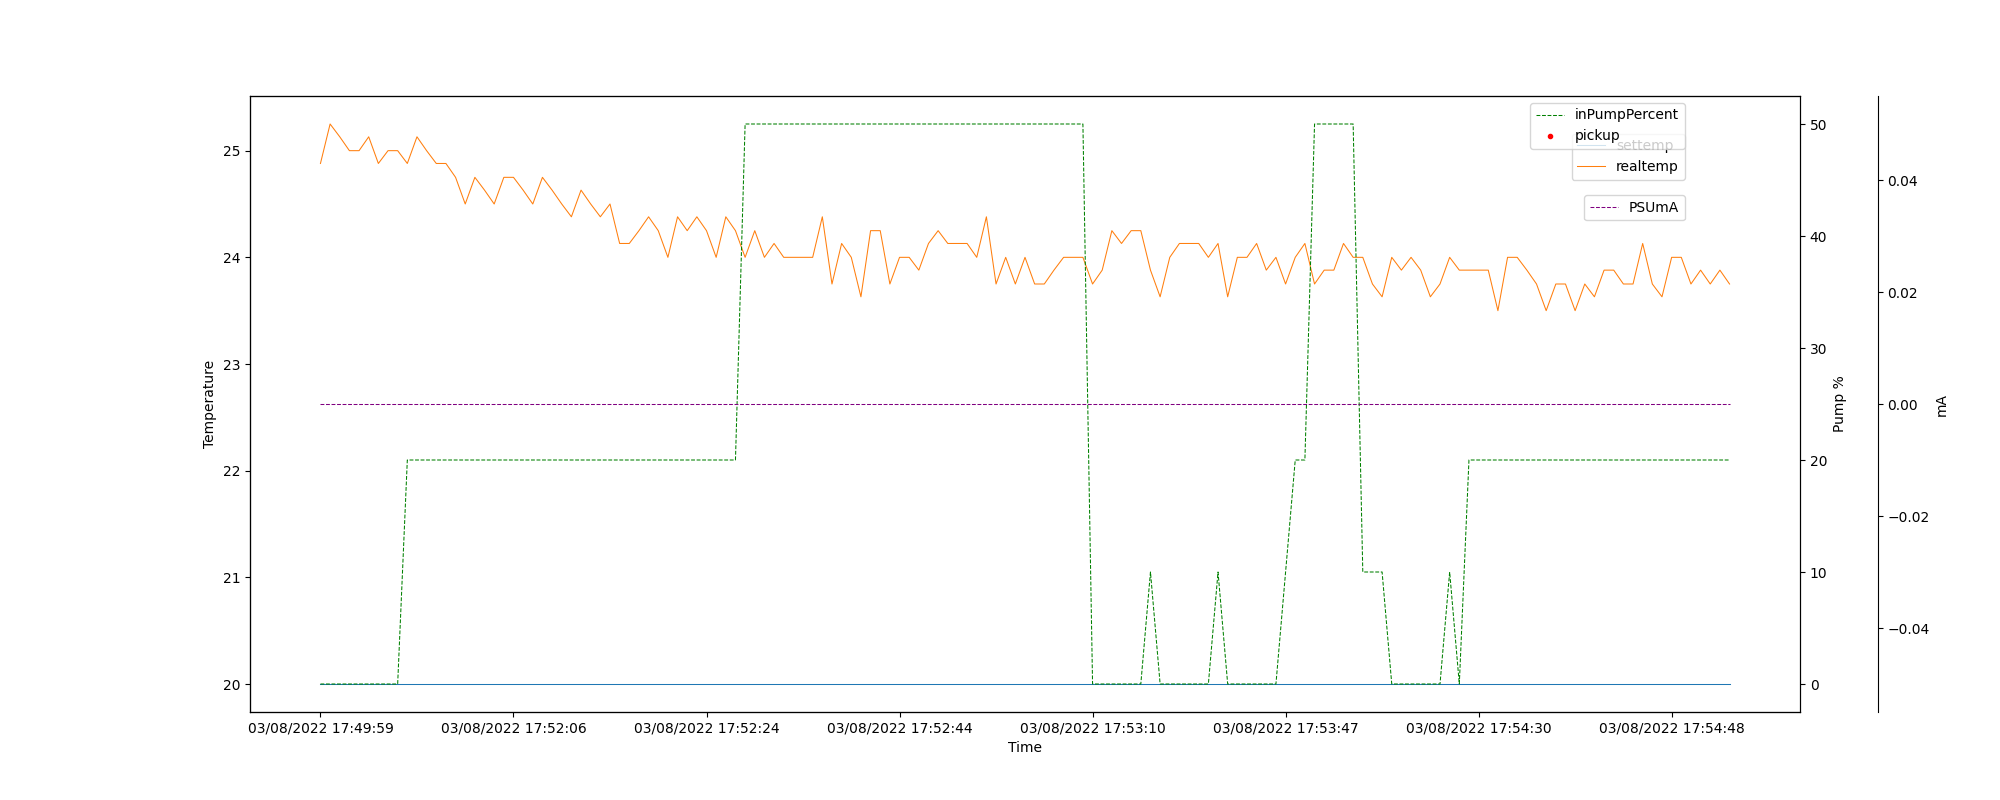 inPumpPercent
pickup
settemp
realtemp
PSUmA
25
24
23
22
21
20
Temperature
50
40
30
20
10
0
Pump %
0.04
0.02
0.00
−0.02
−0.04
mA
03/08/2022 17:49:59
03/08/2022 17:52:06
03/08/2022 17:52:24
03/08/2022 17:52:44
03/08/2022 17:53:10
03/08/2022 17:53:47
03/08/2022 17:54:30
03/08/2022 17:54:48
Time